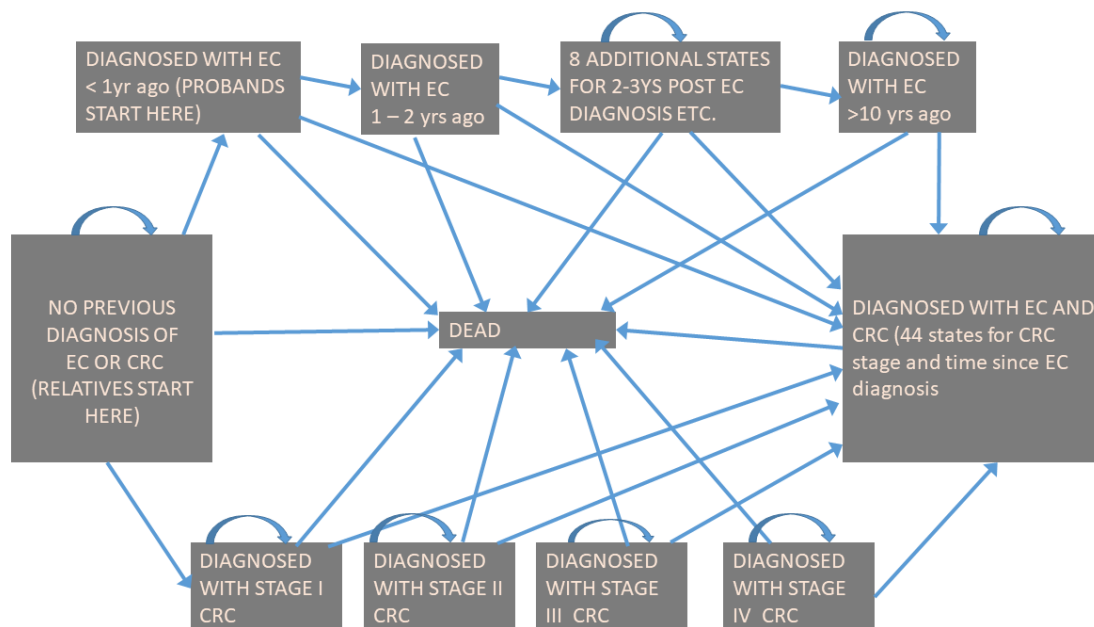 DIAGNOSED WITH EC
< 1yr ago (PROBANDS
START HERE)
DIAGNOSED
WITH EC
1 – 2 yrs ago
8 ADDITIONAL STATES
FOR 2-3YS POST EC
DIAGNOSIS ETC.
DIAGNOSED
WITH EC
>10 yrs ago
NO PREVIOUS
DIAGNOSIS OF
EC OR CRC
(RELATIVES START
HERE)
DEAD
DIAGNOSED WITH EC AND
CRC (44 states for CRC
stage and time since EC
diagnosis
DIAGNOSED
WITH STAGE I
CRC
DIAGNOSED
WITH STAGE II
CRC
DIAGNOSED
WITH STAGE
III CRC
DIAGNOSED
WITH STAGE
IV CRC